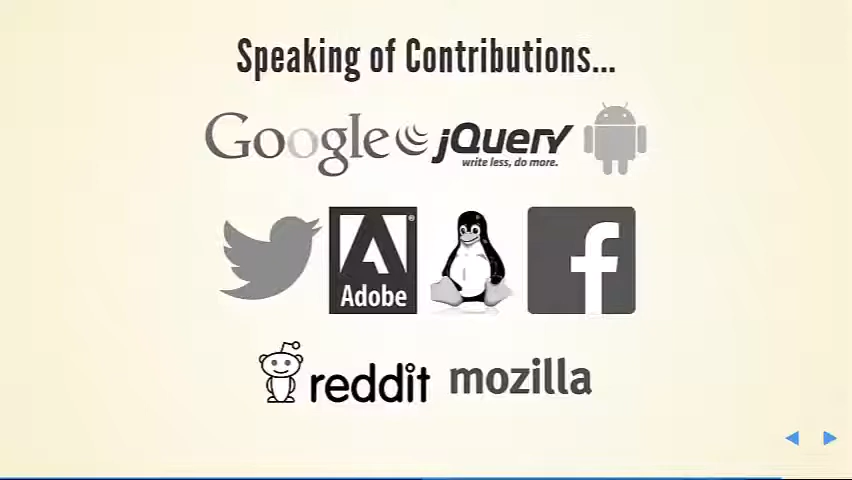 Speaking of Contributions...
Google jQuery
write less, do more.
Adobe®
f
reddit mozilla